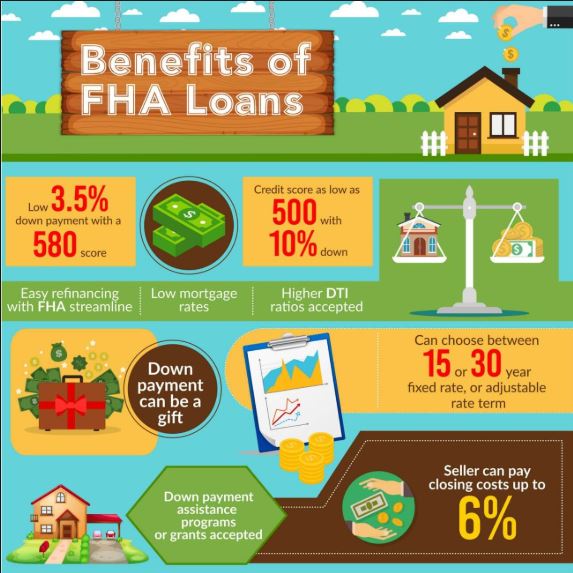 Benefits of
FHA Loans
Low 3.5%
down payment with a
580 score
Credit score as low as
500 with
10% down
Easy refinancing
with FHA streamline
Low mortgage
rates
Higher DTI
ratios accepted
Down
payment
can be a
gift
Can choose between
15 or 30 year
fixed rate, or adjustable
rate term
Down payment
assistance
programs
or grants accepted
Seller can pay
closing costs up to
6%